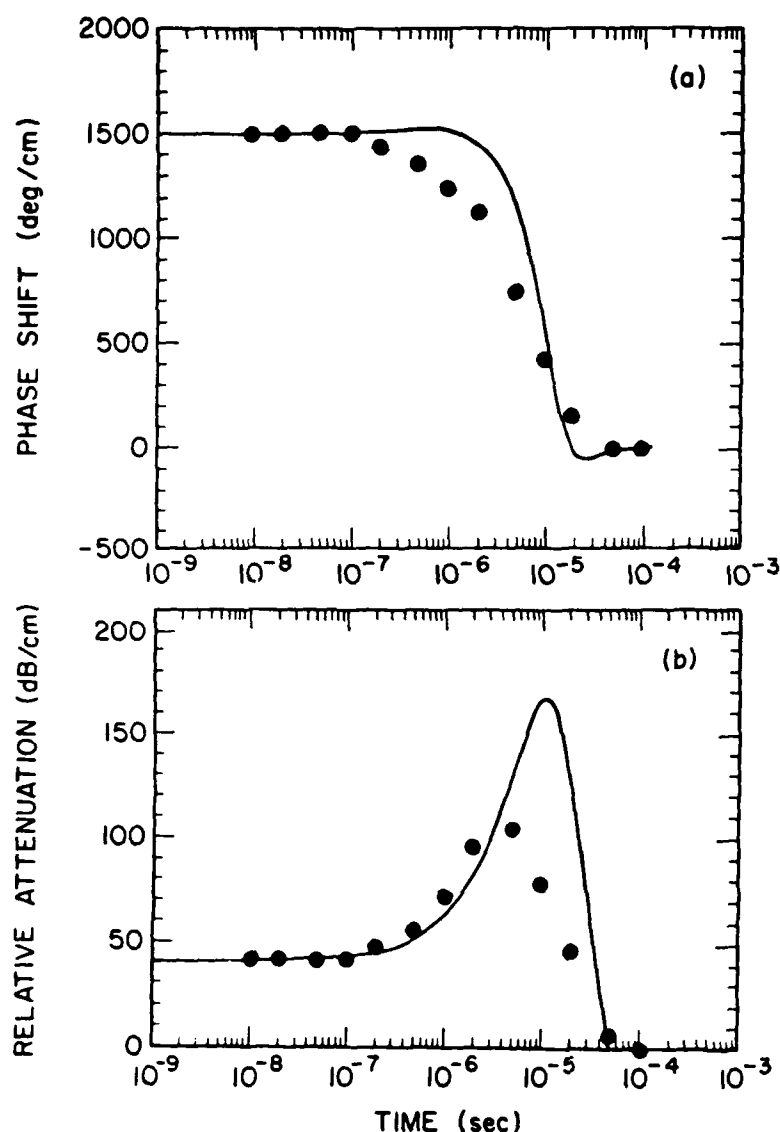 2000
(a)
1500
1000
500
0
-500
PHASE SHIFT (deg/cm)
10⁻⁹ 10⁻⁸ 10⁻⁷ 10⁻⁶ 10⁻⁵ 10⁻⁴ 10⁻³
200
(b)
150
100
50
0
RELATIVE ATTENUATION (dB/cm)
10⁻⁹ 10⁻⁸ 10⁻⁷ 10⁻⁶ 10⁻⁵ 10⁻⁴ 10⁻³
TIME (sec)